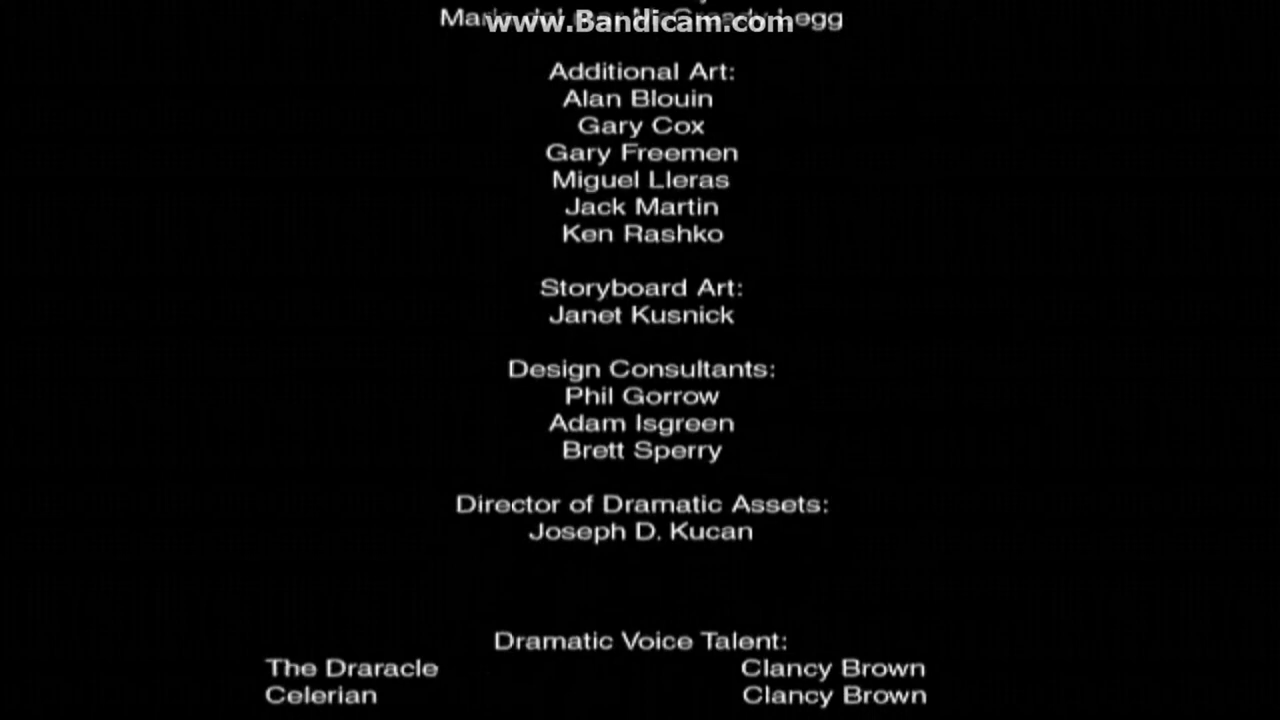 www.Bandicam.com
Additional Art:
Alan Blouin
Gary Cox
Gary Freemen
Miguel Lleras
Jack Martin
Ken Rashko
Storyboard Art:
Janet Kusnick
Design Consultants:
Phil Gorrow
Adam Isgreen
Brett Sperry
Director of Dramatic Assets:
Joseph D. Kucan
Dramatic Voice Talent:
The Draracle Clancy Brown
Celerian Clancy Brown